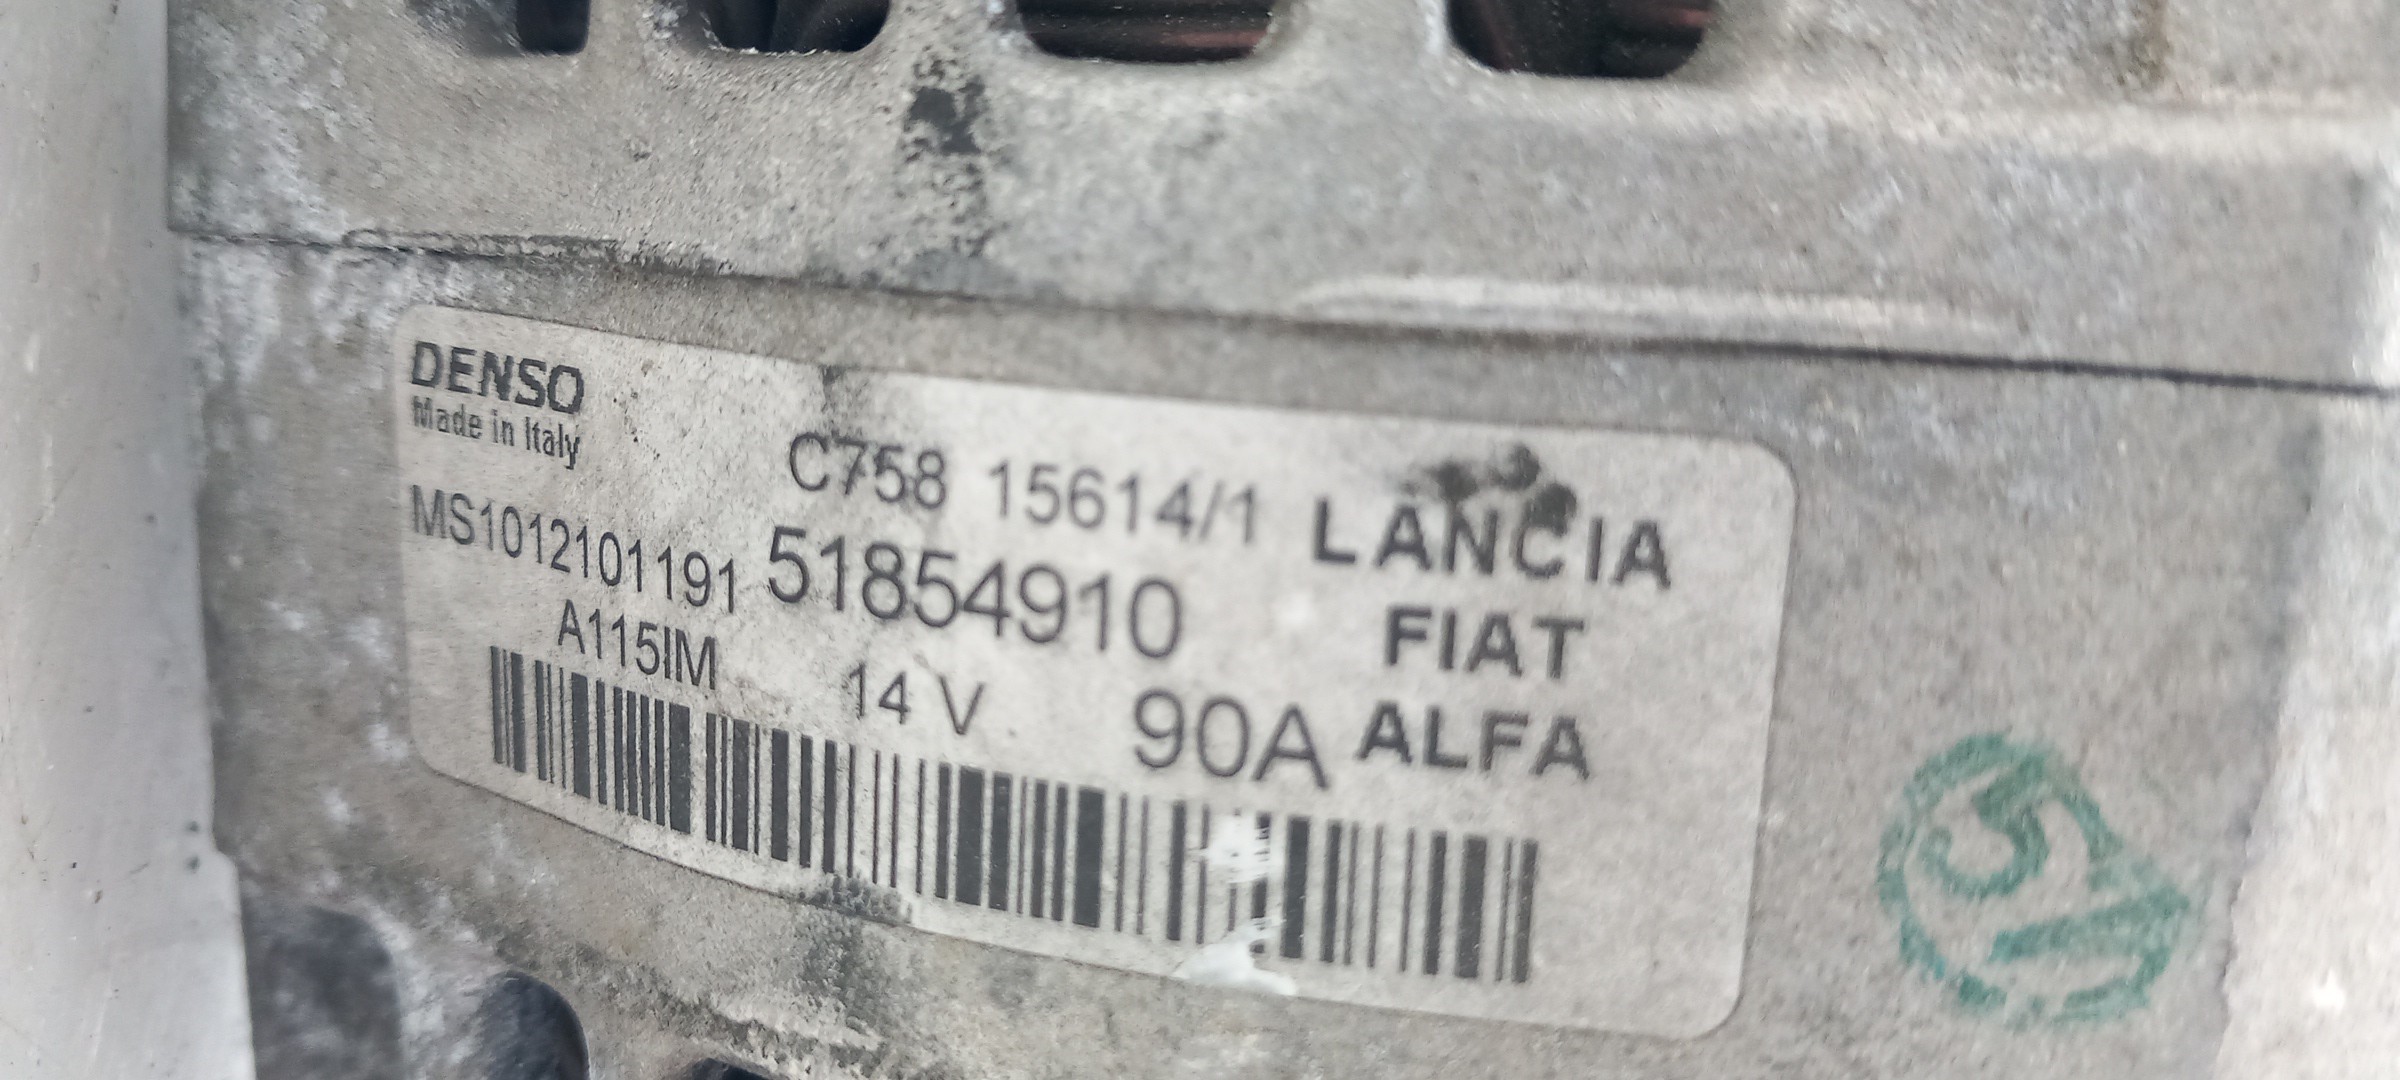 DENSO
Made in Italy
C758 15614/1 LANCIA
MS1012101191 51854910 FIAT
A115IM 14 V 90A ALFA